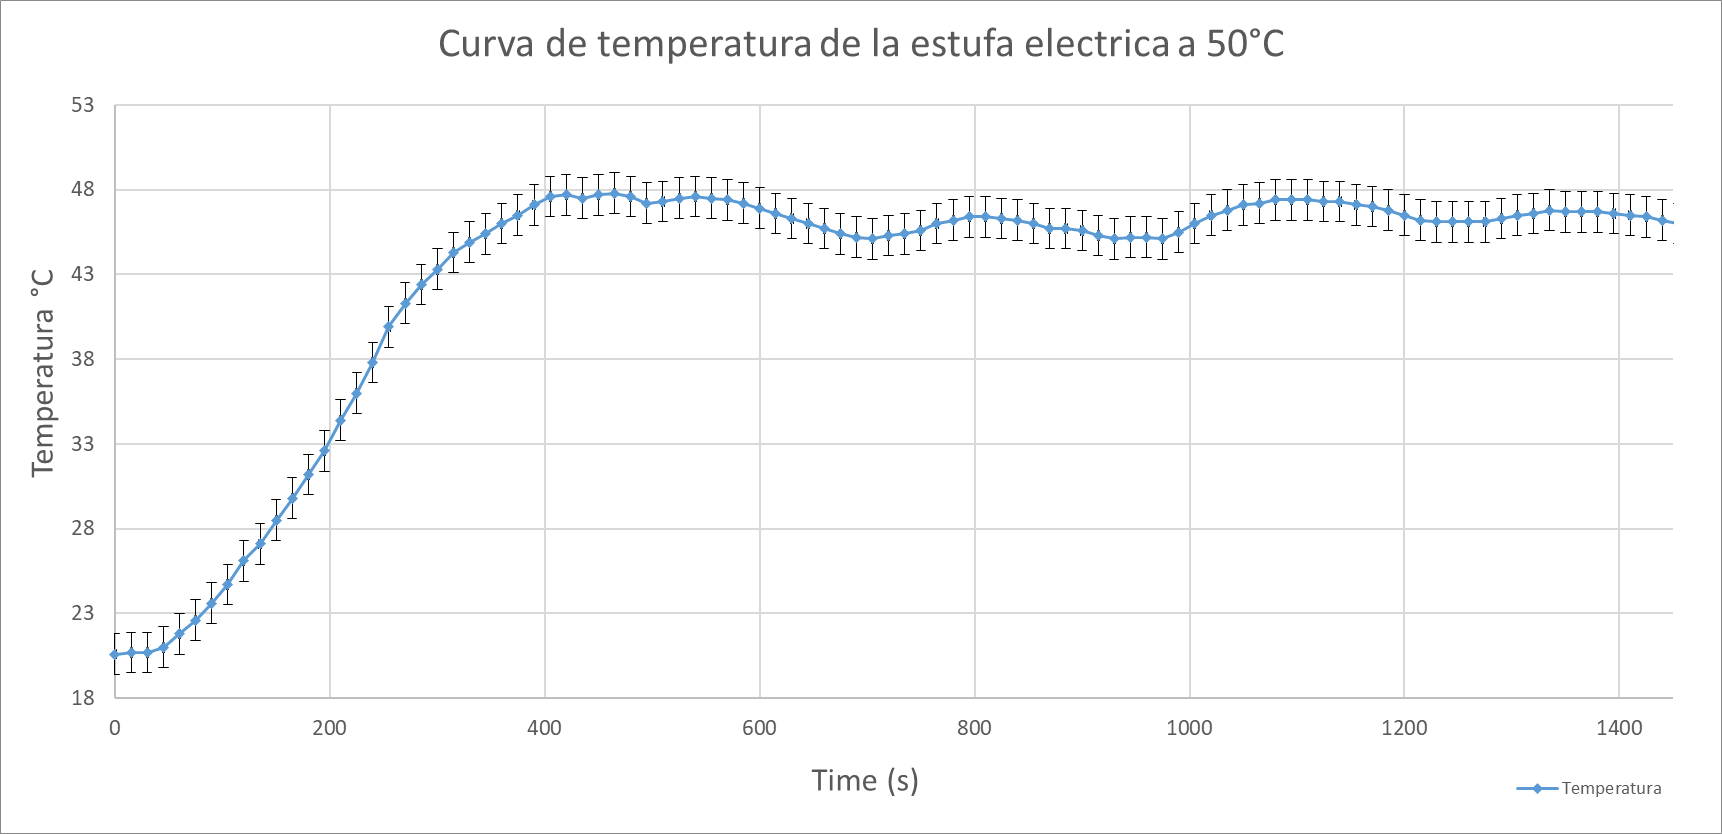 Curva de temperatura de la estufa electrica a 50°C
53
48
43
38
33
28
23
18
Temperatura °C
0 200 400 600 800 1000 1200 1400
Time (s)
Temperatura